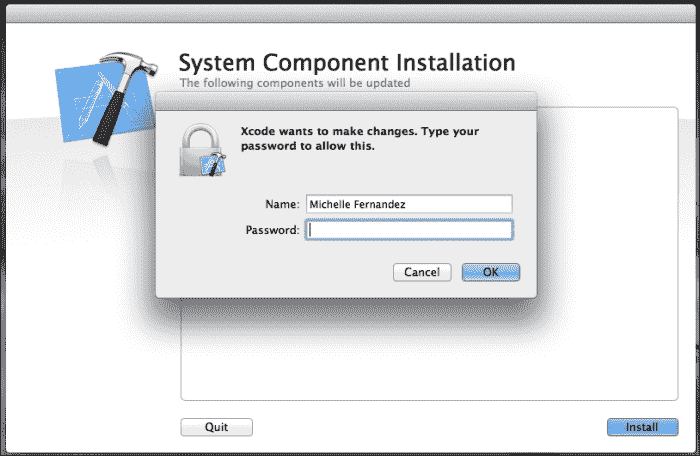 System Component Installation
The following components will be updated
Xcode wants to make changes. Type your
password to allow this.
Name: Michelle Fernandez
Password:
Cancel OK
Quit Install